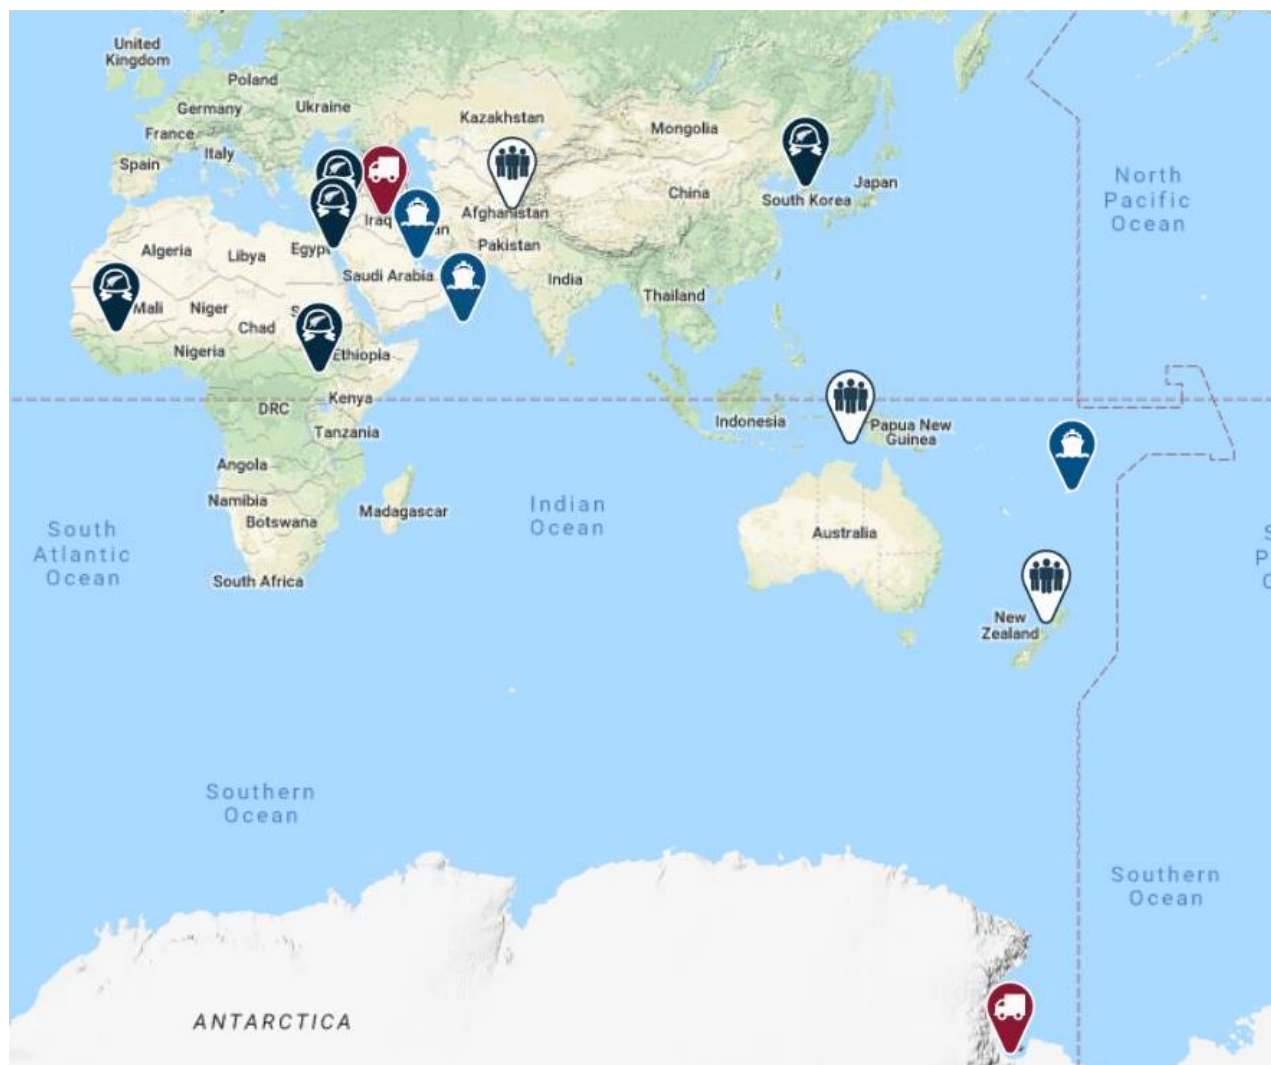 United
Kingdom
Poland
Germany
Ukraine
France
Kazakhstan
Mongolia
Italy
Spain
Japan
China
South Korea
North
Pacific
Ocean
Iraq
Afghanistan
Algeria
Libya
Egypt
Pakistan
Saudi Arabia
India
Thailand
Mali
Niger
Chad
Nigeria
Ethiopia
Kenya
DRC
Tanzania
Indonesia
Papua New
Guinea
Angola
Namibia
Botswana
Madagascar
South
Atlantic
Ocean
Indian
Ocean
Australia
South Africa
New
Zealand
Southern
Ocean
Southern
Ocean
ANTARCTICA